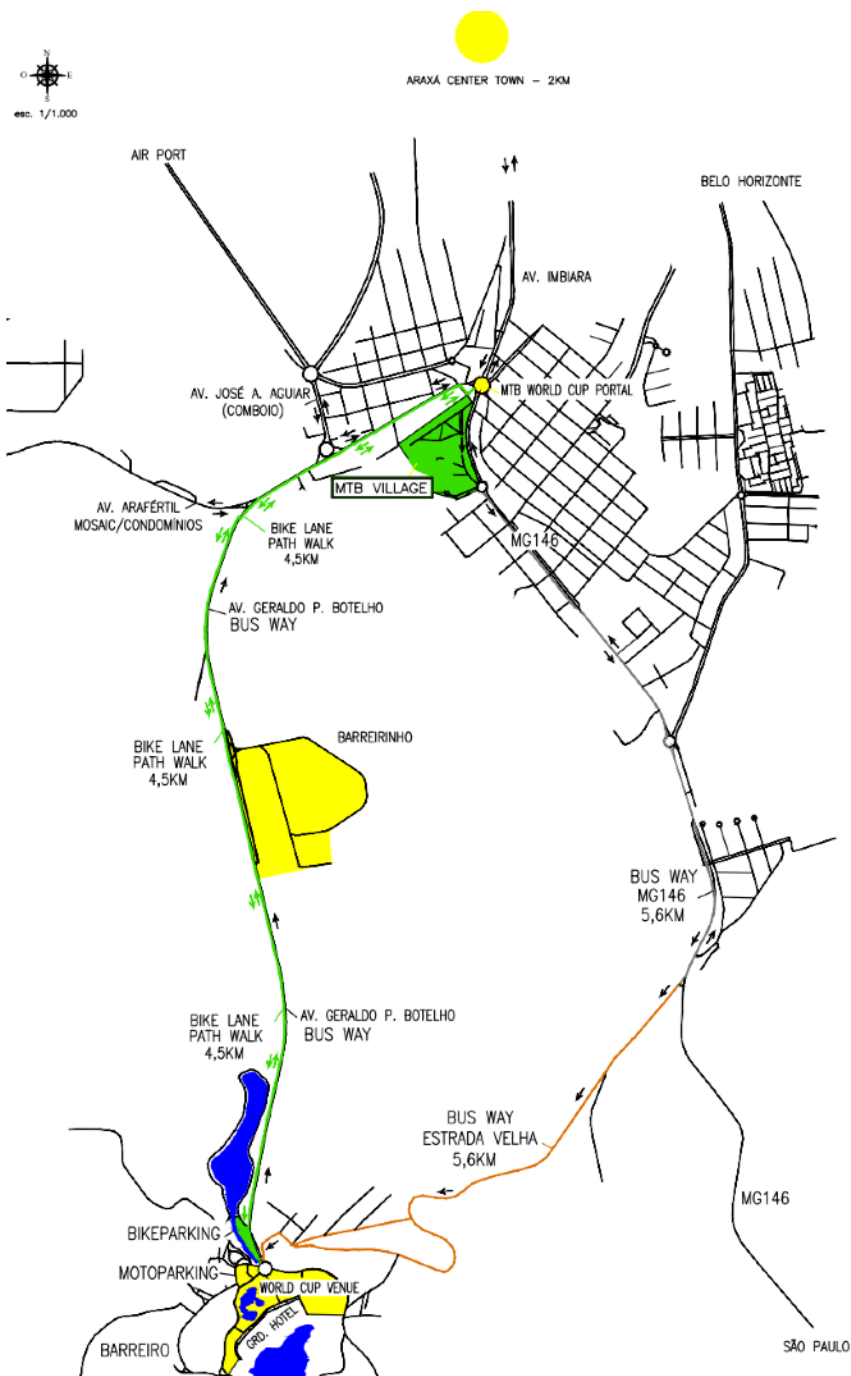 ARAXÁ CENTER TOWN - 2KM
N
O
E
S
esc. 1/1.000
AIR PORT
BELO HORIZONTE
AV. IMBIARA
AV. JOSÉ A. AGUIAR
(COMBOIO)
MTB WORLD CUP PORTAL
MTB VILLAGE
AV. ARAFÉRTIL
MOSAIC/CONDOMÍNIOS
BIKE LANE
PATH WALK
4,5KM
MG146
AV. GERALDO P. BOTELHO
BUS WAY
BARREIRINHO
BIKE LANE
PATH WALK
4,5KM
BUS WAY
MG146
5,6KM
BIKE LANE
PATH WALK
4,5KM
AV. GERALDO P. BOTELHO
BUS WAY
BUS WAY
ESTRADA VELHA
5,6KM
MG146
BIKEPARKING
MOTOPARKING
WORLD CUP VENUE
GRD. HOTEL
BARREIRO
SÃO PAULO